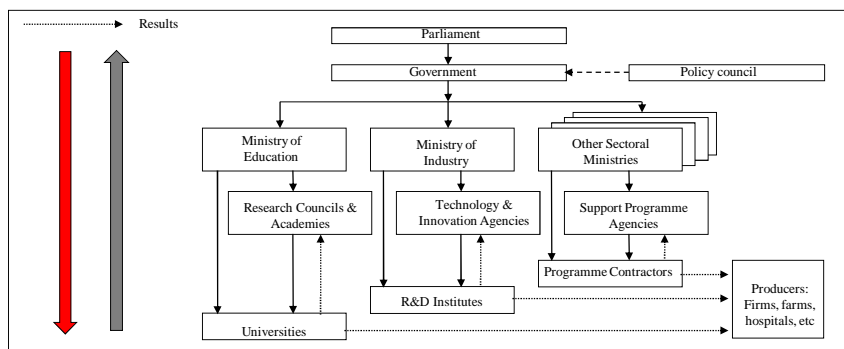 Results
Parliament
Government
Policy council
Ministry of
Education
Ministry of
Industry
Other Sectoral
Ministries
Research Councils &
Academies
Technology &
Innovation Agencies
Support Programme
Agencies
Programme Contractors
R&D Institutes
Universities
Producers:
Firms, farms,
hospitals, etc